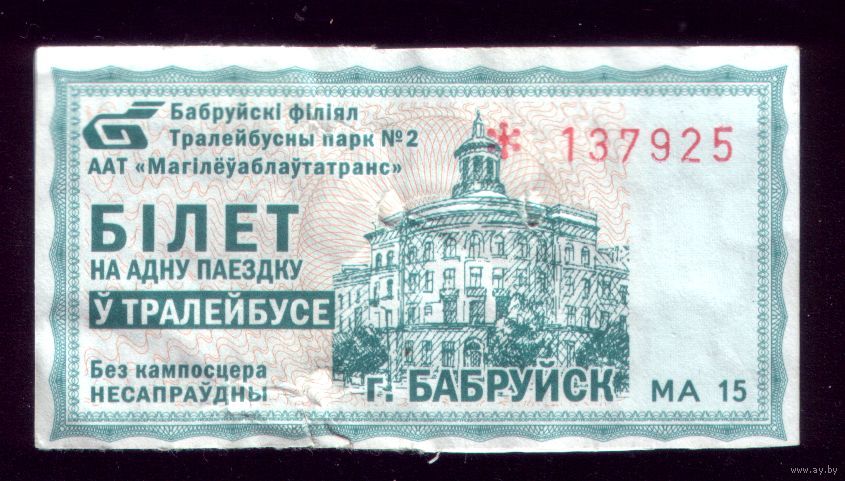 Бабруйскі філіял
Тралейбусны парк №2
ААТ «Магілёўаблаўтатранс»
* 137925
БІЛЕТ
НА АДНУ ПАЕЗДКУ
Ў ТРАЛЕЙБУСЕ
Без кампосцера
НЕСАПРАЎДНЫ
г. БАБРУЙСК
МА 15
www.ay.by